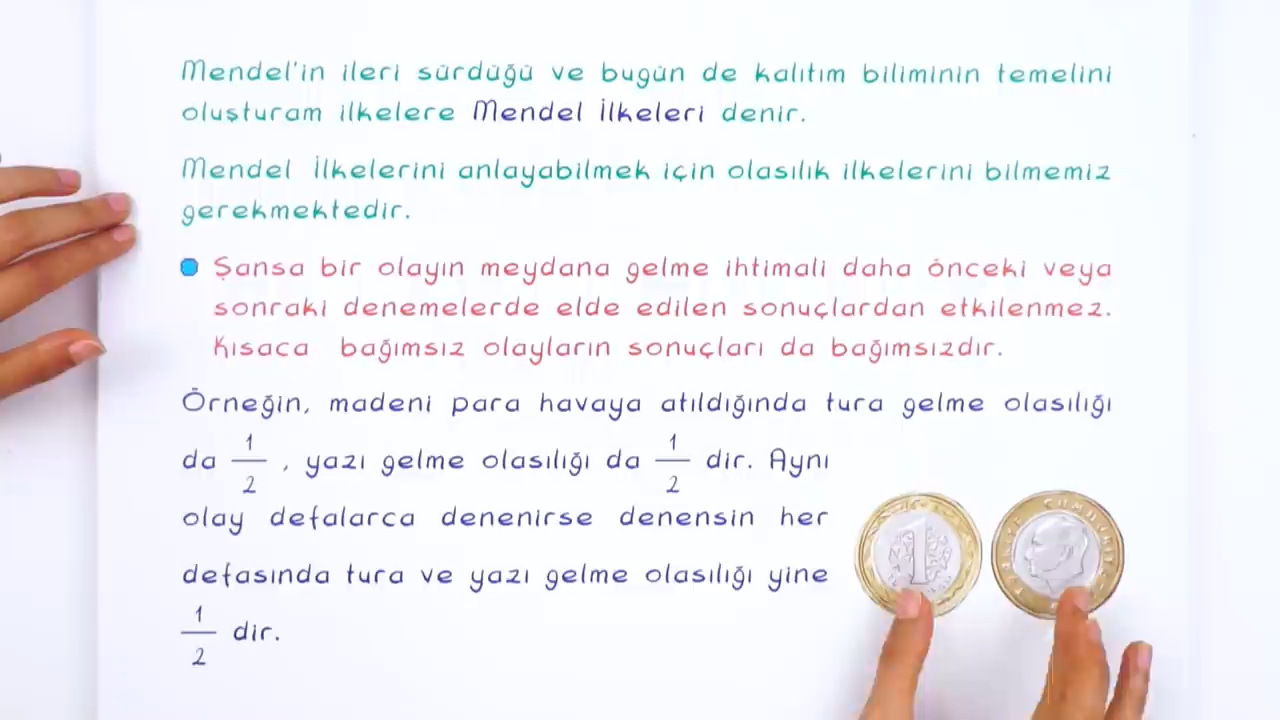 Mendel'in ileri sürdüğü ve bugün de kalıtım biliminin temelini
oluşturam ilkelere Mendel İlkeleri denir.
Mendel İlkelerini anlayabilmek için olasılık ilkelerini bilmemiz
gerekmektedir.
Şansa bir olayın meydana gelme ihtimali daha önceki veya
sonraki denemelerde elde edilen sonuçlardan etkilenmez.
Kısaca bağımsız olayların sonuçları da bağımsızdır.
Örneğin, madeni para havaya atıldığında tura gelme olasılığı
da 1/2 , yazı gelme olasılığı da 1/2 dir. Aynı
olay defalarca denenirse denensin her
defasında tura ve yazı gelme olasılığı yine
1/2 dir.
1